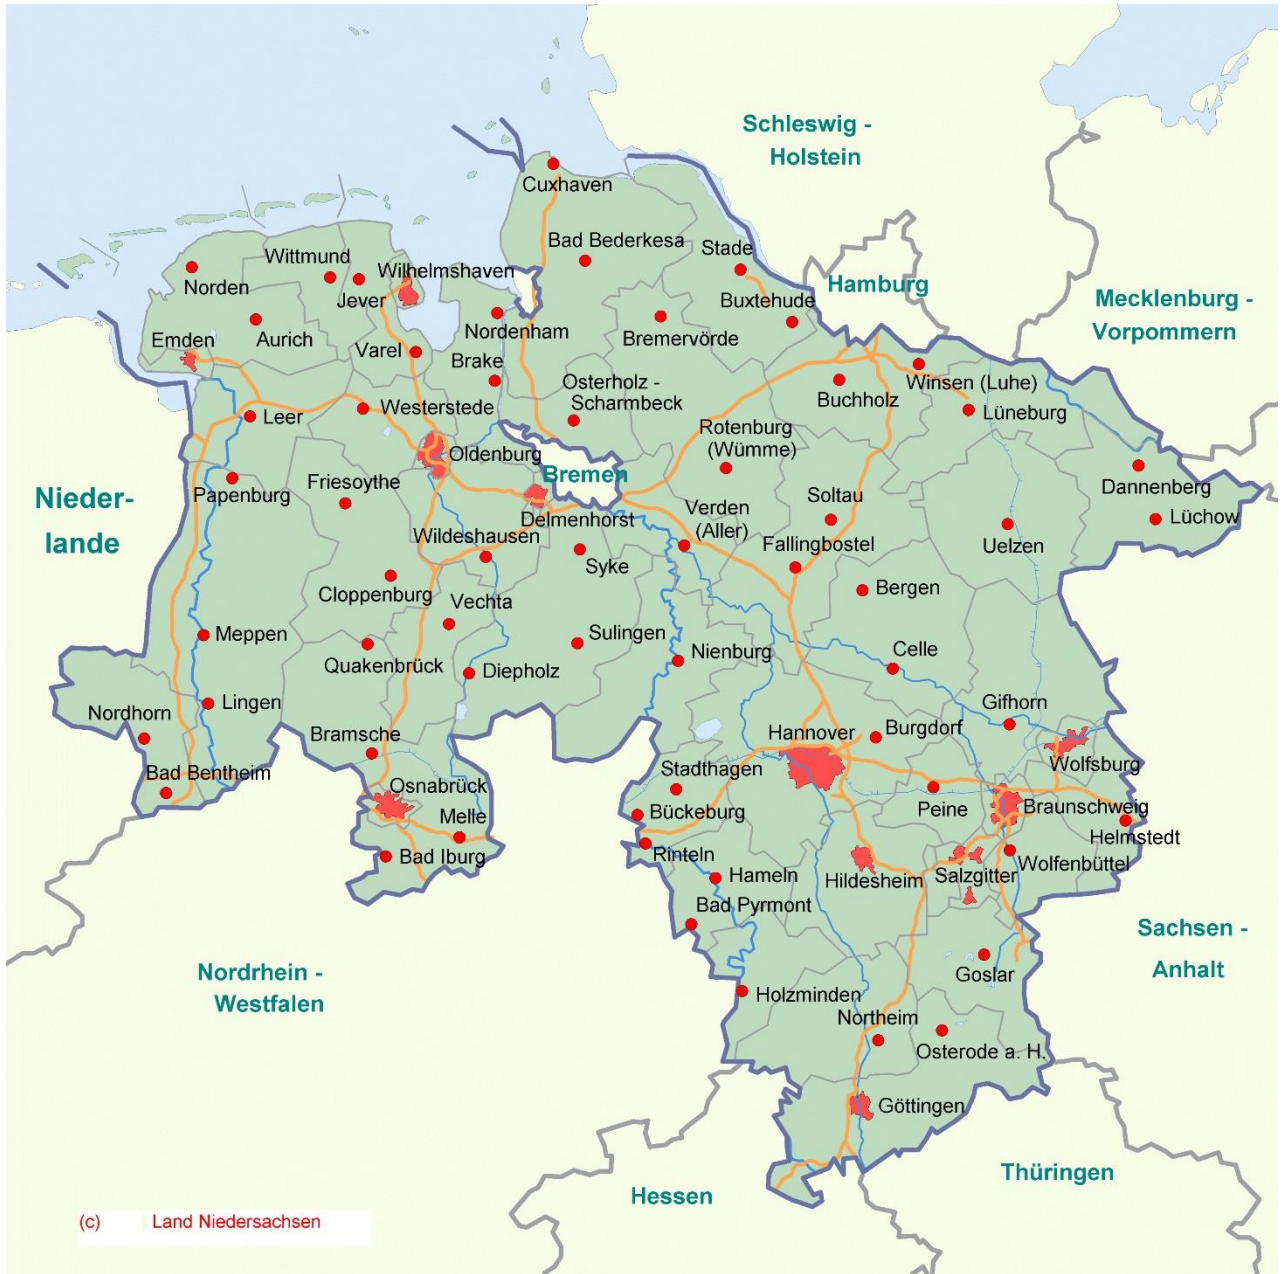 Schleswig -
Holstein
Cuxhaven
Bad Bederkesa
Stade
Wittmund
Wilhelmshaven
Norden
Jever
Hamburg
Buxtehude
Mecklenburg -
Vorpommern
Emden
Aurich
Nordenham
Bremervörde
Varel
Brake
Osterholz -
Scharmbeck
Winsen (Luhe)
Buchholz
Lüneburg
Leer
Westerstede
Rotenburg
(Wümme)
Oldenburg
Bremen
Nieder-
lande
Papenburg
Friesoythe
Dannenberg
Soltau
Verden
(Aller)
Delmenhorst
Lüchow
Wildeshausen
Fallingbostel
Uelzen
Syke
Cloppenburg
Bergen
Vechta
Meppen
Sulingen
Nienburg
Celle
Quakenbrück
Diepholz
Lingen
Nordhorn
Gifhorn
Bramsche
Hannover
Burgdorf
Bad Bentheim
Stadthagen
Wolfsburg
Osnabrück
Peine
Braunschweig
Melle
Bückeburg
Helmstedt
Bad Iburg
Rinteln
Wolfenbüttel
Hameln
Hildesheim
Salzgitter
Bad Pyrmont
Sachsen -
Anhalt
Nordrhein -
Westfalen
Goslar
Holzminden
Northeim
Osterode a. H.
Göttingen
Thüringen
Hessen
(c) Land Niedersachsen